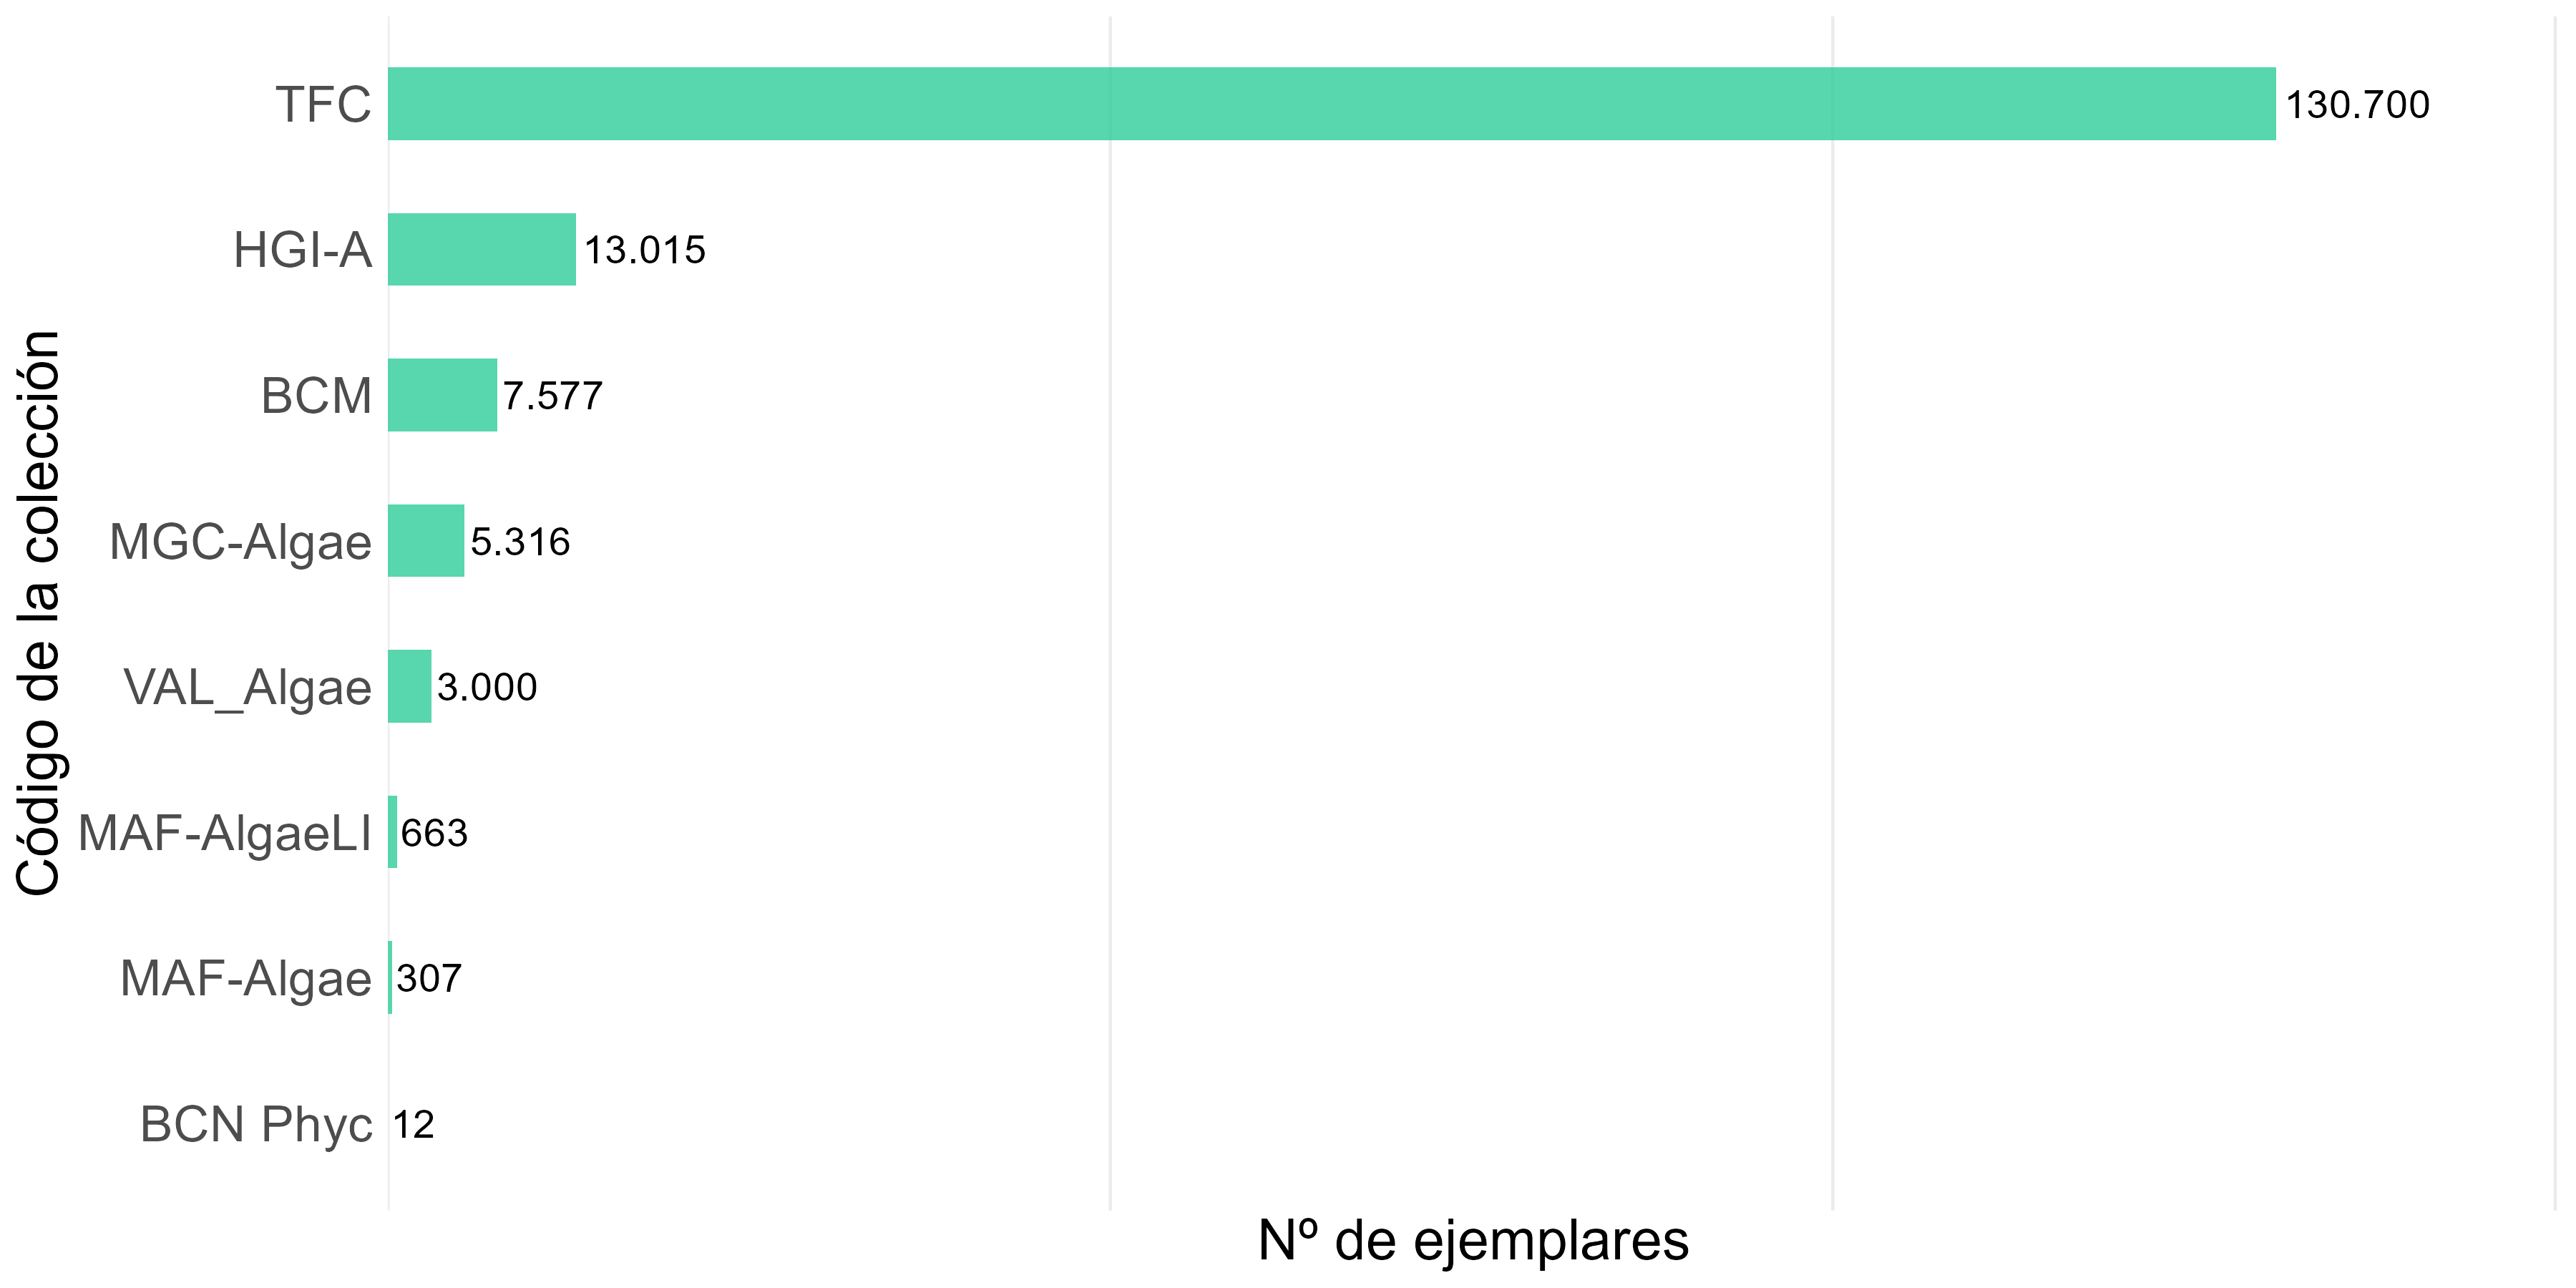 Código de la colección
TFC 130.700
HGI-A 13.015
BCM 7.577
MGC-Algae 5.316
VAL_Algae 3.000
MAF-AlgaeLI 663
MAF-Algae 307
BCN Phyc 12
Nº de ejemplares